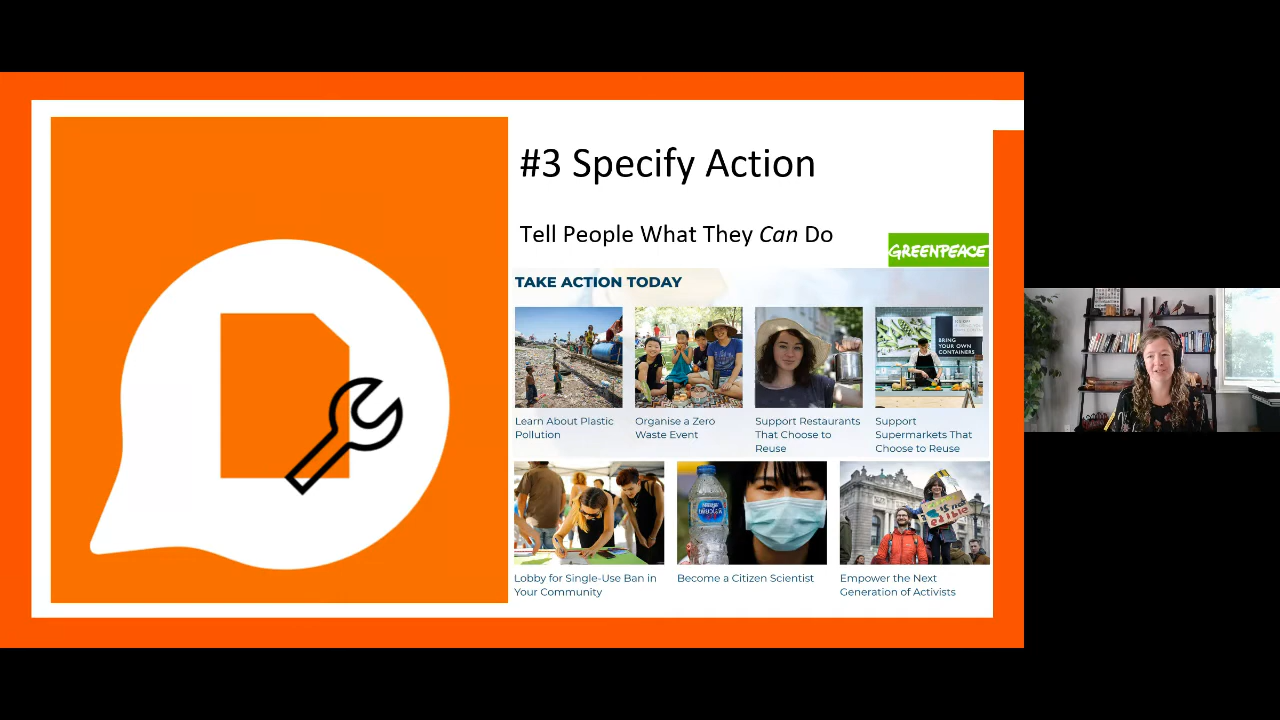 #3 Specify Action
Tell People What They Can Do
GREENPEACE
TAKE ACTION TODAY
BRING
YOUR OWN
CONTAINERS
Learn About Plastic
Pollution
Organise a Zero
Waste Event
Support Restaurants
That Choose to
Reuse
Support
Supermarkets That
Choose to Reuse
Lobby for Single-Use Ban in
Your Community
Become a Citizen Scientist
Empower the Next
Generation of Activists